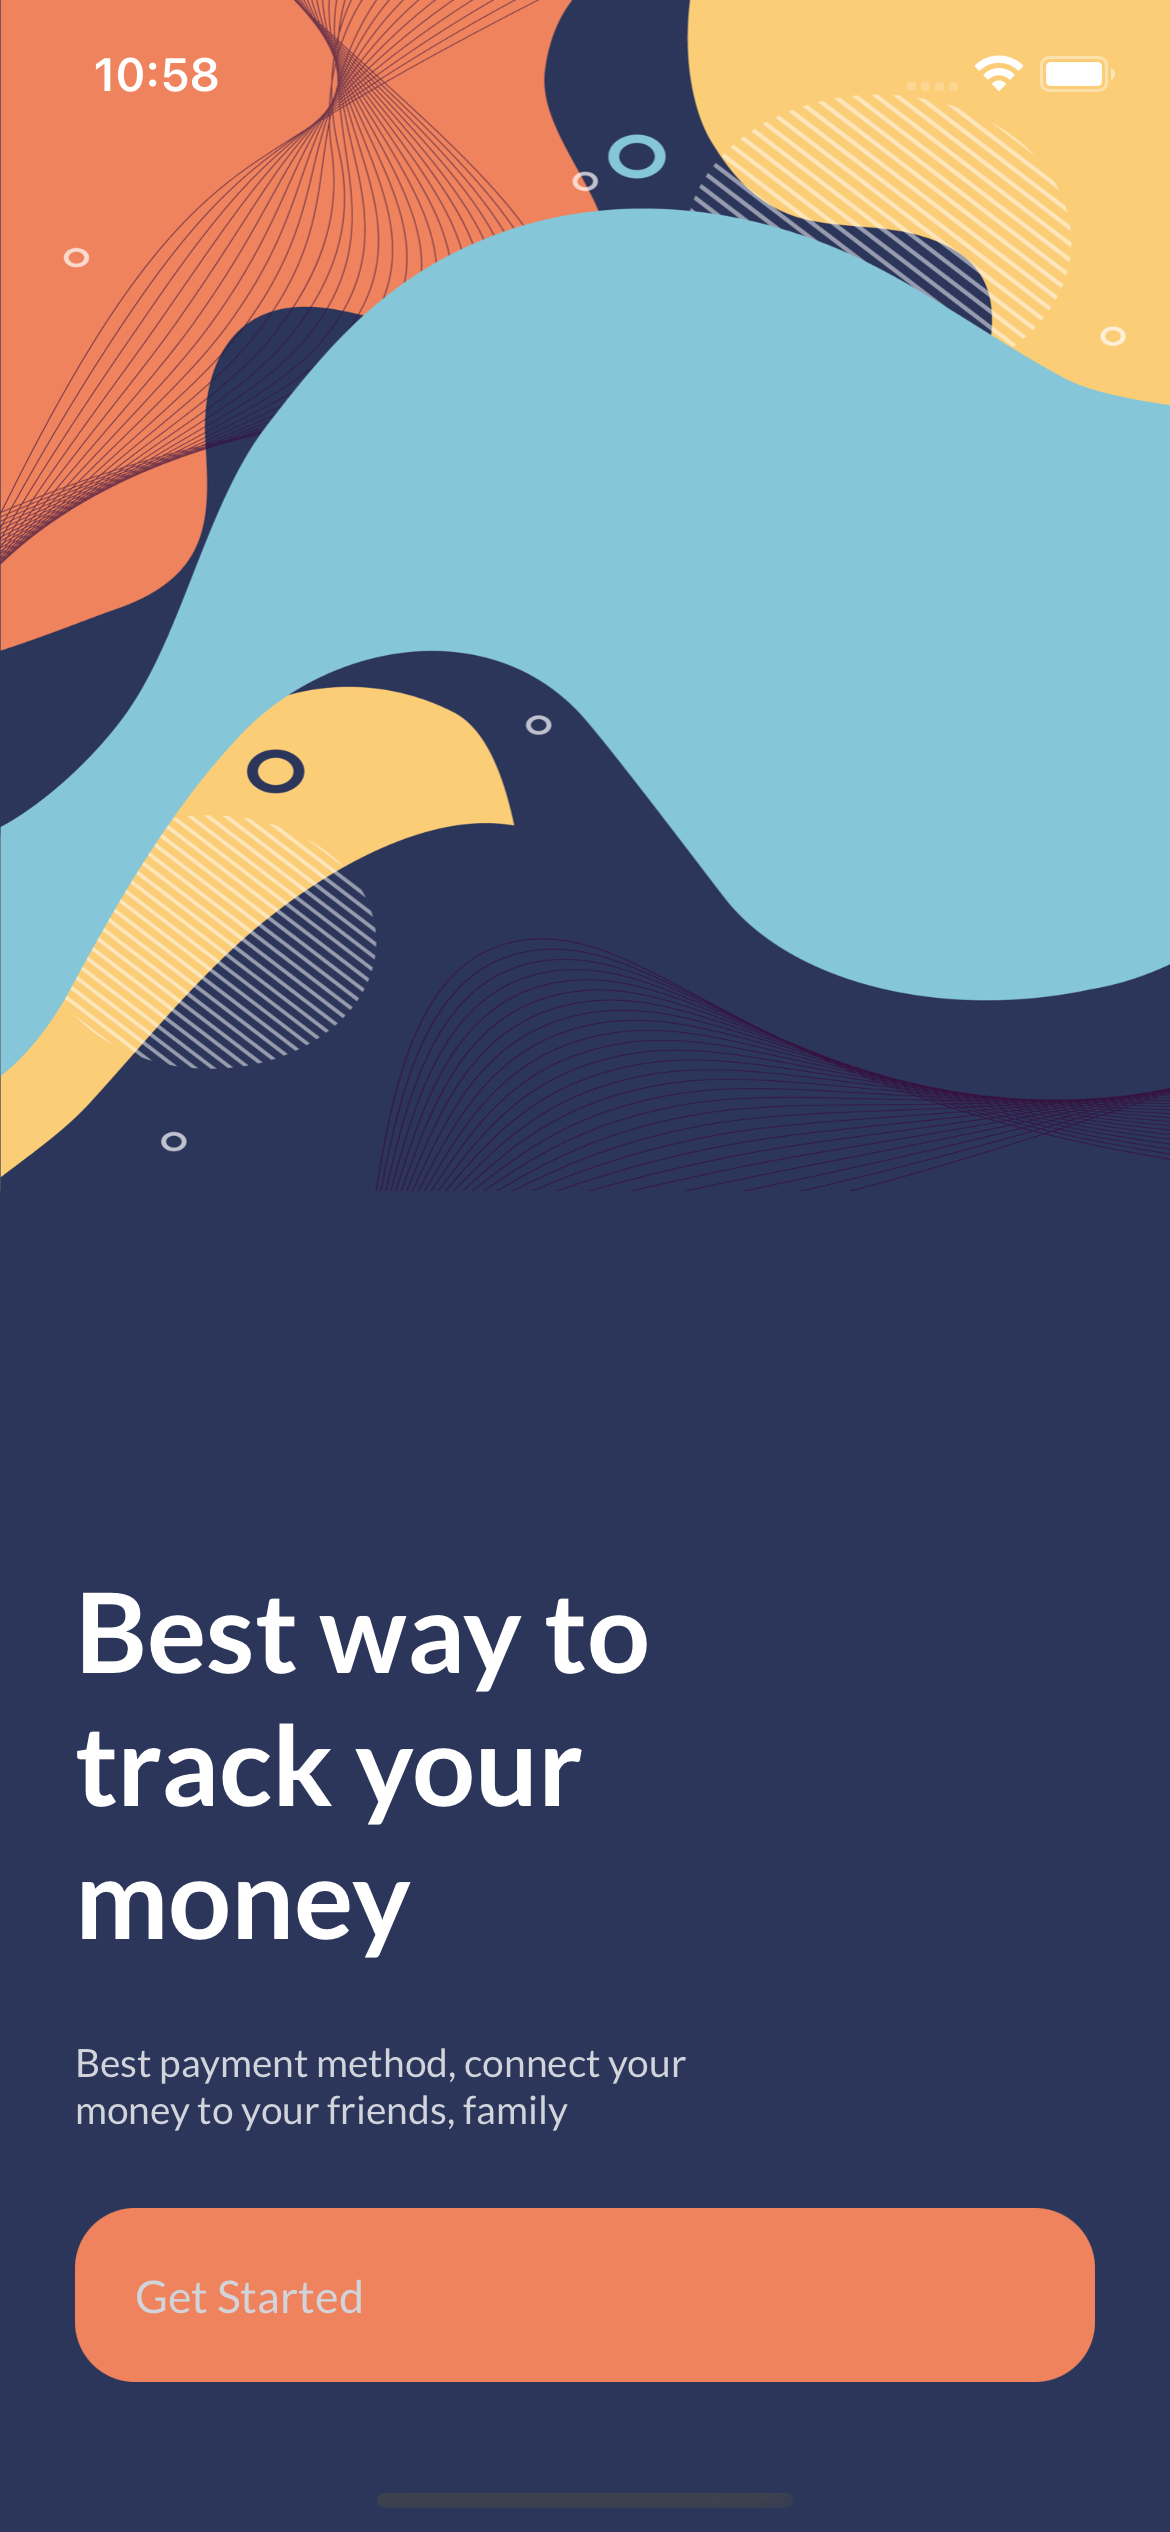 10:58
Best way to
track your
money
Best payment method, connect your
money to your friends, family
Get Started